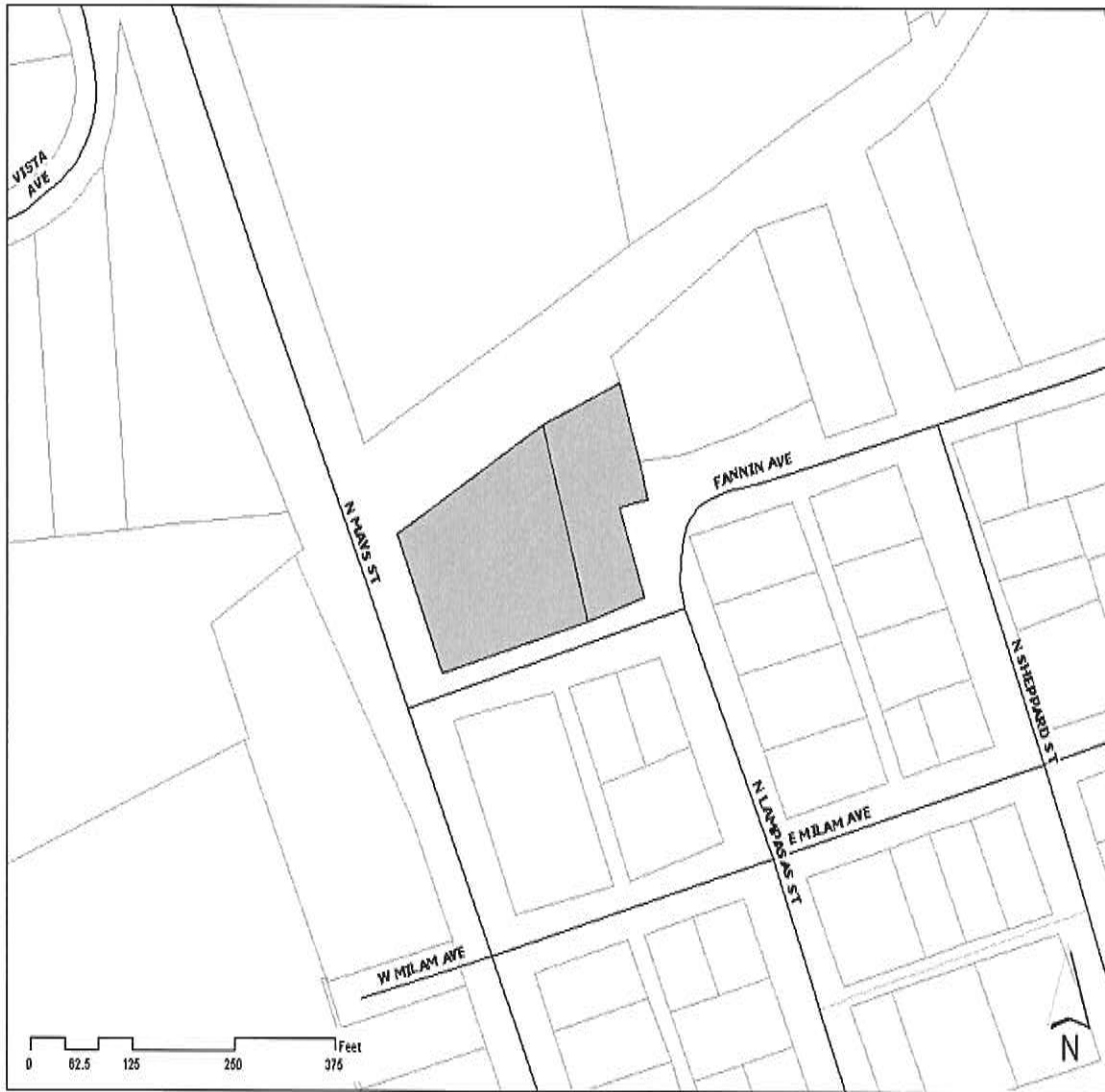 VISTA
AVE
N MAYS ST
FANNIN AVE
N SHEPPARD ST
N LAMPASAS ST
E MILAM AVE
W MILAM AVE
Feet
0 62.5 125 250 375
N